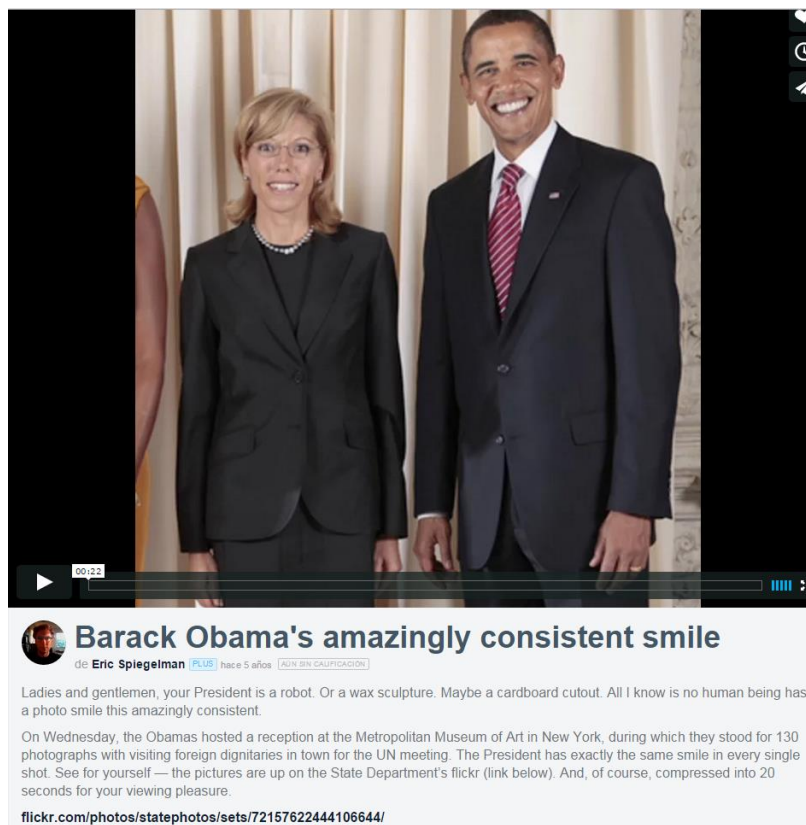 00:22
Barack Obama's amazingly consistent smile
de Eric Spiegelman PLUS hace 5 años AÚN SIN CALIFICACIÓN
Ladies and gentlemen, your President is a robot. Or a wax sculpture. Maybe a cardboard cutout. All I know is no human being has
a photo smile this amazingly consistent.
On Wednesday, the Obamas hosted a reception at the Metropolitan Museum of Art in New York, during which they stood for 130
photographs with visiting foreign dignitaries in town for the UN meeting. The President has exactly the same smile in every single
shot. See for yourself — the pictures are up on the State Department's flickr (link below). And, of course, compressed into 20
seconds for your viewing pleasure.
flickr.com/photos/statephotos/sets/72157622444106644/